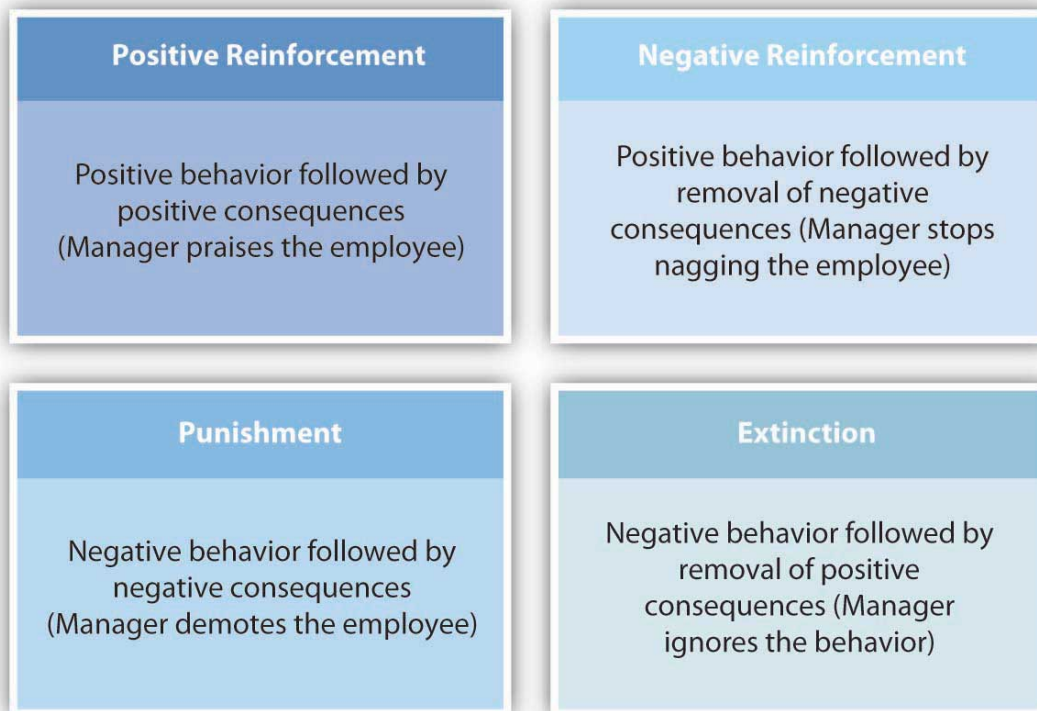 Positive Reinforcement
Positive behavior followed by
positive consequences
(Manager praises the employee)
Negative Reinforcement
Positive behavior followed by
removal of negative
consequences (Manager stops
nagging the employee)
Punishment
Negative behavior followed by
negative consequences
(Manager demotes the employee)
Extinction
Negative behavior followed by
removal of positive
consequences (Manager
ignores the behavior)